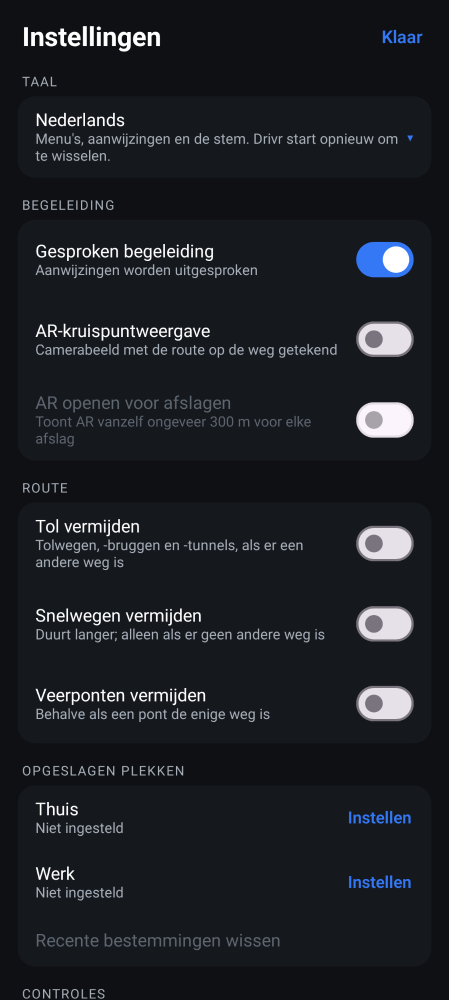 Instellingen
Klaar
TAAL
Nederlands
Menu's, aanwijzingen en de stem. Drivr start opnieuw om
te wisselen.
BEGELEIDING
Gesproken begeleiding
Aanwijzingen worden uitgesproken
AR-kruispuntweergave
Camerabeeld met de route op de weg getekend
AR openen voor afslagen
Toont AR vanzelf ongeveer 300 m voor elke
afslag
ROUTE
Tol vermijden
Tolwegen, -bruggen en -tunnels, als er een
andere weg is
Snelwegen vermijden
Duurt langer; alleen als er geen andere weg is
Veerponten vermijden
Behalve als een pont de enige weg is
OPGESLAGEN PLEKKEN
Thuis
Niet ingesteld
Instellen
Werk
Niet ingesteld
Instellen
Recente bestemmingen wissen
CONTROLES